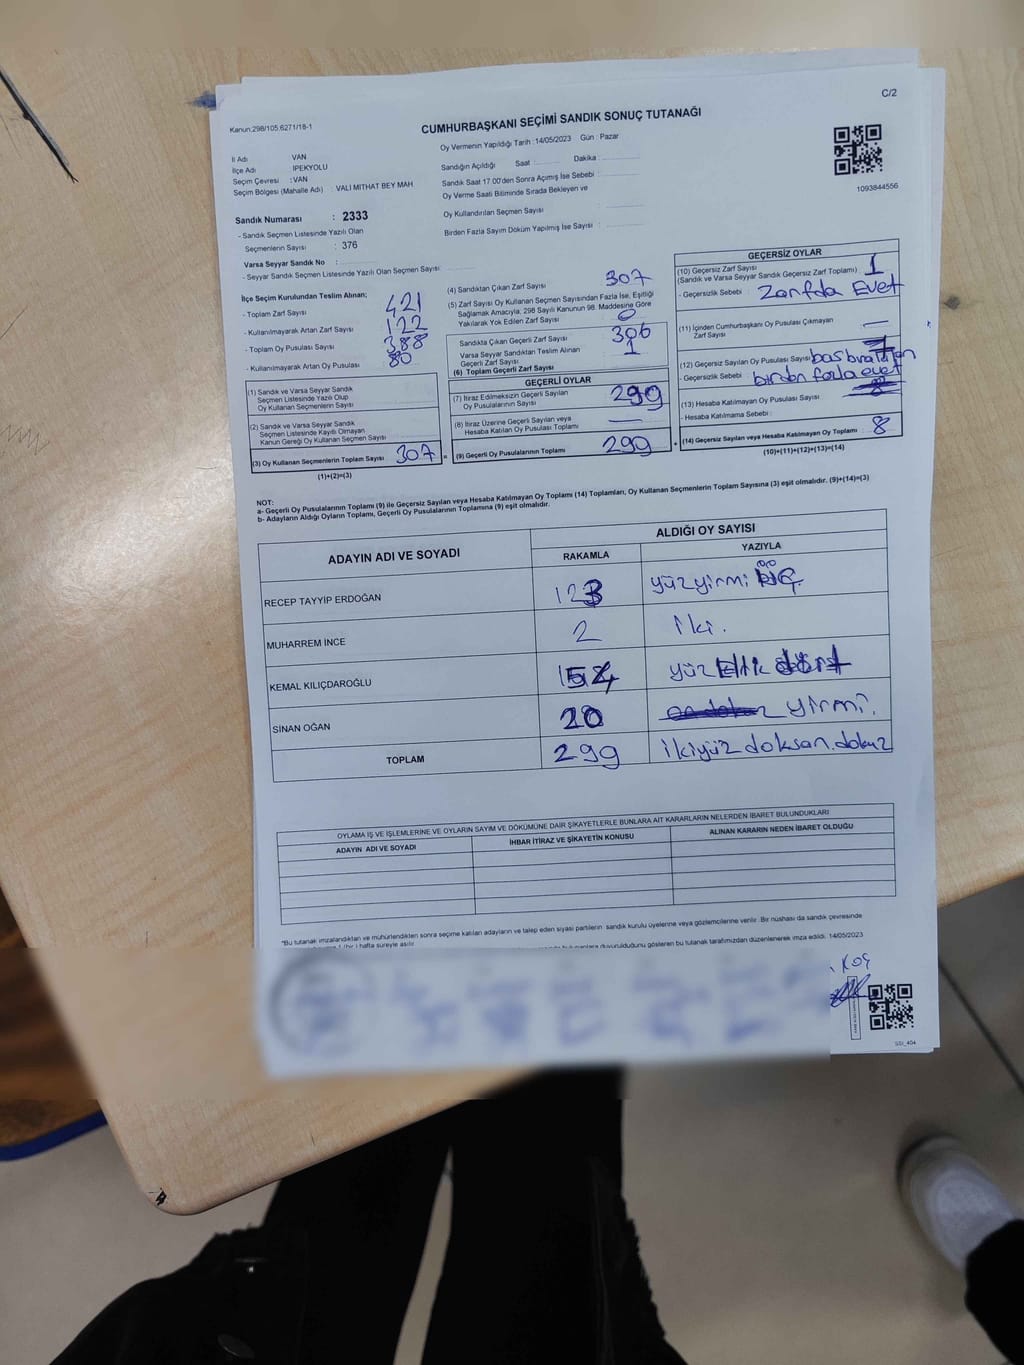 C/2
Kanun.298/105.6271/18-1
CUMHURBAŞKANI SEÇİMİ SANDIK SONUÇ TUTANAĞI
Oy Vermenin Yapıldığı Tarih : 14/05/2023 Gün : Pazar
1093844556
İl Adı VAN
İlçe Adı : İPEKYOLU
Seçim Çevresi : VAN
Seçim Bölgesi (Mahalle Adı) : VALI MITHAT BEY MAH
Sandığın Açıldığı Saat : Dakika :
Sandık Saat 17.00'den Sonra Açımış İse Sebebi :
Oy Verme Saati Bitiminde Sırada Bekleyen ve
Oy Kullandırılan Seçmen Sayısı :
Birden Fazla Sayım Döküm Yapılmış İse Sayısı :
Sandık Numarası : 2333
- Sandık Seçmen Listesinde Yazılı Olan
Seçmenlerin Sayısı : 376
Varsa Seyyar Sandık No :
- Seyyar Sandık Seçmen Listesinde Yazılı Olan Seçmen Sayısı:
İlçe Seçim Kurulundan Teslim Alınan;
- Toplam Zarf Sayısı 421
- Kullanılmayarak Artan Zarf Sayısı 122
- Toplam Oy Pusulası Sayısı 388
- Kullanılmayarak Artan Oy Pusulası 80
(1) Sandık ve Varsa Seyyar Sandık
Seçmen Listesinde Yazılı Olup
Oy Kullanan Seçmenlerin Sayısı
(2) Sandık ve Varsa Seyyar Sandık
Seçmen Listesinde Kayıtlı Olmayan
Kanun Gereği Oy Kullanan Seçmen Sayısı
(3) Oy Kullanan Seçmenlerin Toplam Sayısı 307 =
(1)+(2)=(3)
(4) Sandıktan Çıkan Zarf Sayısı 307
(5) Zarf Sayısı Oy Kullanan Seçmen Sayısından Fazla İse, Eşitliği
Sağlamak Amacıyla, 298 Sayılı Kanunun 98. Maddesine Göre
Yakılarak Yok Edilen Zarf Sayısı 0
Sandıkta Çıkan Geçerli Zarf Sayısı 306
Varsa Seyyar Sandıktan Teslim Alınan
Geçerli Zarf Sayısı 1
(6) Toplam Geçerli Zarf Sayısı
GEÇERLİ OYLAR
(7) İtiraz Edilmeksizin Geçerli Sayılan
Oy Pusulalarının Sayısı 299
(8) İtiraz Üzerine Geçerli Sayılan veya
Hesaba Katılan Oy Pusulası Toplamı —
(9) Geçerli Oy Pusulalarının Toplamı 299 +
GEÇERSİZ OYLAR
(10) Geçersiz Zarf Sayısı 1
(Sandık ve Varsa Seyyar Sandık Geçersiz Zarf Toplamı)
- Geçersizlik Sebebi : Zarfda Evet
(11) İçinden Cumhurbaşkanı Oy Pusulası Çıkmayan
Zarf Sayısı —
(12) Geçersiz Sayılan Oy Pusulası Sayısı
- Geçersizlik Sebebi : birden fazla evet
(13) Hesaba Katılmayan Oy Pusulası Sayısı
- Hesaba Katılmama Sebebi :
(14) Geçersiz Sayılan veya Hesaba Katılmayan Oy Toplamı 8
(10)+(11)+(12)+(13)=(14)
NOT:
a- Geçerli Oy Pusulalarının Toplamı (9) ile Geçersiz Sayılan veya Hesaba Katılmayan Oy Toplamı (14) Toplamları, Oy Kullanan Seçmenlerin Toplam Sayısına (3) eşit olmalıdır. (9)+(14)=(3)
b- Adayların Aldığı Oyların Toplamı, Geçerli Oy Pusulalarının Toplamına (9) eşit olmalıdır.
ADAYIN ADI VE SOYADI ALDIĞI OY SAYISI
RAKAMLA YAZIYLA
RECEP TAYYİP ERDOĞAN 123 yüzyirmi üç
MUHARREM İNCE 2 iki.
KEMAL KILIÇDAROĞLU 154 yüz Elli dört
SİNAN OĞAN 20 yirmi.
TOPLAM 299 ikiyüz doksan.dokuz
OYLAMA İŞ VE İŞLEMLERİNE VE OYLARIN SAYIM VE DÖKÜMÜNE DAİR ŞİKAYETLERLE BUNLARA AİT KARARLARIN NELERDEN İBARET BULUNDUKLARI
ADAYIN ADI VE SOYADI İHBAR İTİRAZ VE ŞİKAYETİN KONUSU ALINAN KARARIN NEDEN İBARET OLDUĞU
*Bu tutanak imzalandıktan ve mühürlendikten sonra seçime katılan adayların ve talep eden siyasi partilerin sandık kurulu üyelerine veya gözlemcilerine verilir. Bir nüshası da sandık çevresinde
hafta süreyle asılır.
duyurulduğunu gösteren bu tutanak tarafımızdan düzenlenerek imza edildi. 14/05/2023
KOÇ
SSI_404